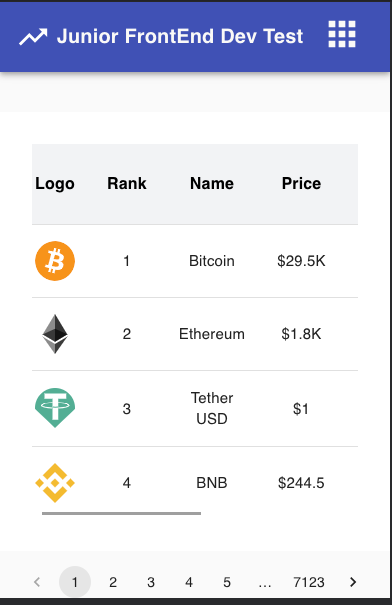 Junior FrontEnd Dev Test
Logo Rank Name Price
1 Bitcoin $29.5K
2 Ethereum $1.8K
3 Tether USD $1
4 BNB $244.5
1 2 3 4 5 ... 7123